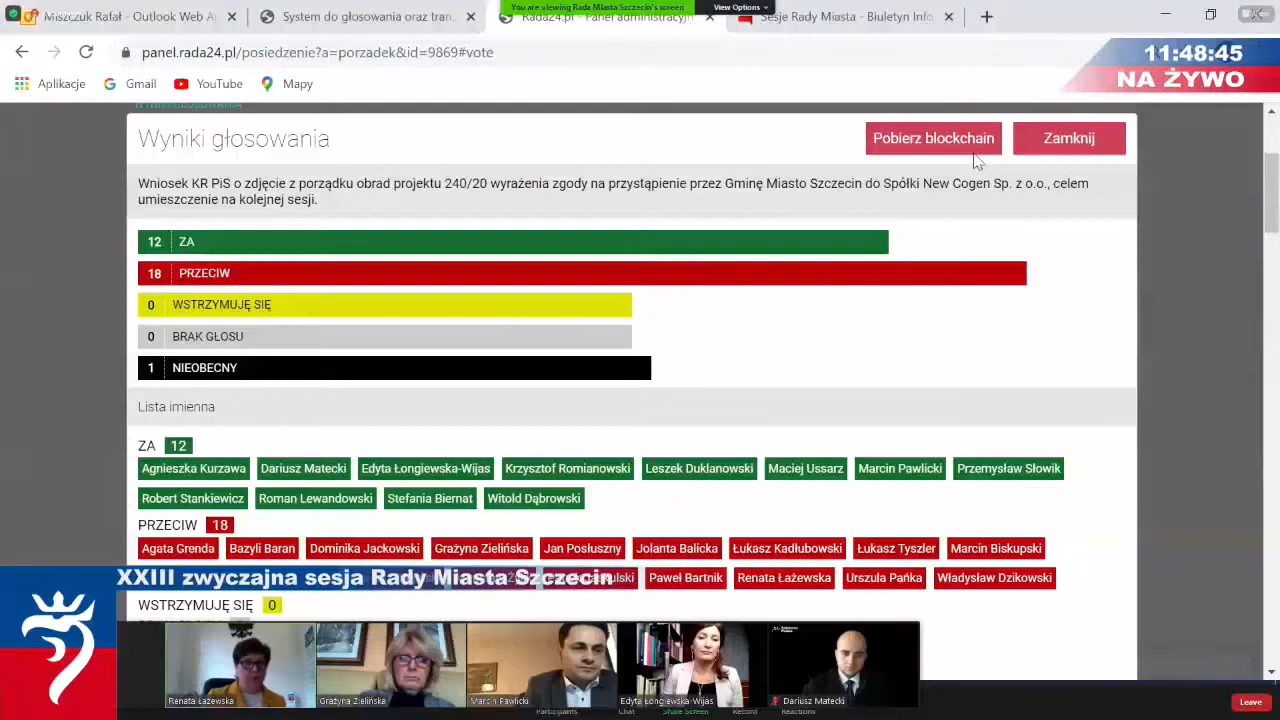 Miszczuk Rafał - Outlook Web A
System do głosowania oraz tran
You are viewing Rada Miasta Szczecin's screen
View Options
Rada24.pl - Panel administracyjn
Sesje Rady Miasta - Biuletyn Info
panel.rada24.pl/posiedzenie?a=porzadek&id=9869#vote
11:48:45
NA ŻYWO
Aplikacje
Gmail
YouTube
Mapy
Wyniki głosowania
Pobierz blockchain
Zamknij
Wniosek KR PiS o zdjęcie z porządku obrad projektu 240/20 wyrażenia zgody na przystąpienie przez Gminę Miasto Szczecin do Spółki New Cogen Sp. z o.o., celem
umieszczenie na kolejnej sesji.
12 ZA
18 PRZECIW
0 WSTRZYMUJĘ SIĘ
0 BRAK GŁOSU
1 NIEOBECNY
Lista imienna
ZA 12
Agnieszka Kurzawa Dariusz Matecki Edyta Łongiewska-Wijas Krzysztof Romianowski Leszek Duklanowski Maciej Ussarz Marcin Pawlicki Przemysław Słowik
Robert Stankiewicz Roman Lewandowski Stefania Biernat Witold Dąbrowski
PRZECIW 18
Agata Grenda Bazyli Baran Dominika Jackowski Grażyna Zielińska Jan Posłuszny Jolanta Balicka Łukasz Kadłubowski Łukasz Tyszler Marcin Biskupski
XXIII zwyczajna sesja Rady Miasta Szczecin.
Paweł Bartnik Renata Łażewska Urszula Pańka Władysław Dzikowski
WSTRZYMUJĘ SIĘ 0
Renata Łażewska
Grażyna Zielińska
Marcin Pawlicki
Edyta Łongiewska-Wijas
Dariusz Matecki
Participants
Chat
Share Screen
Record
Reactions
Leave